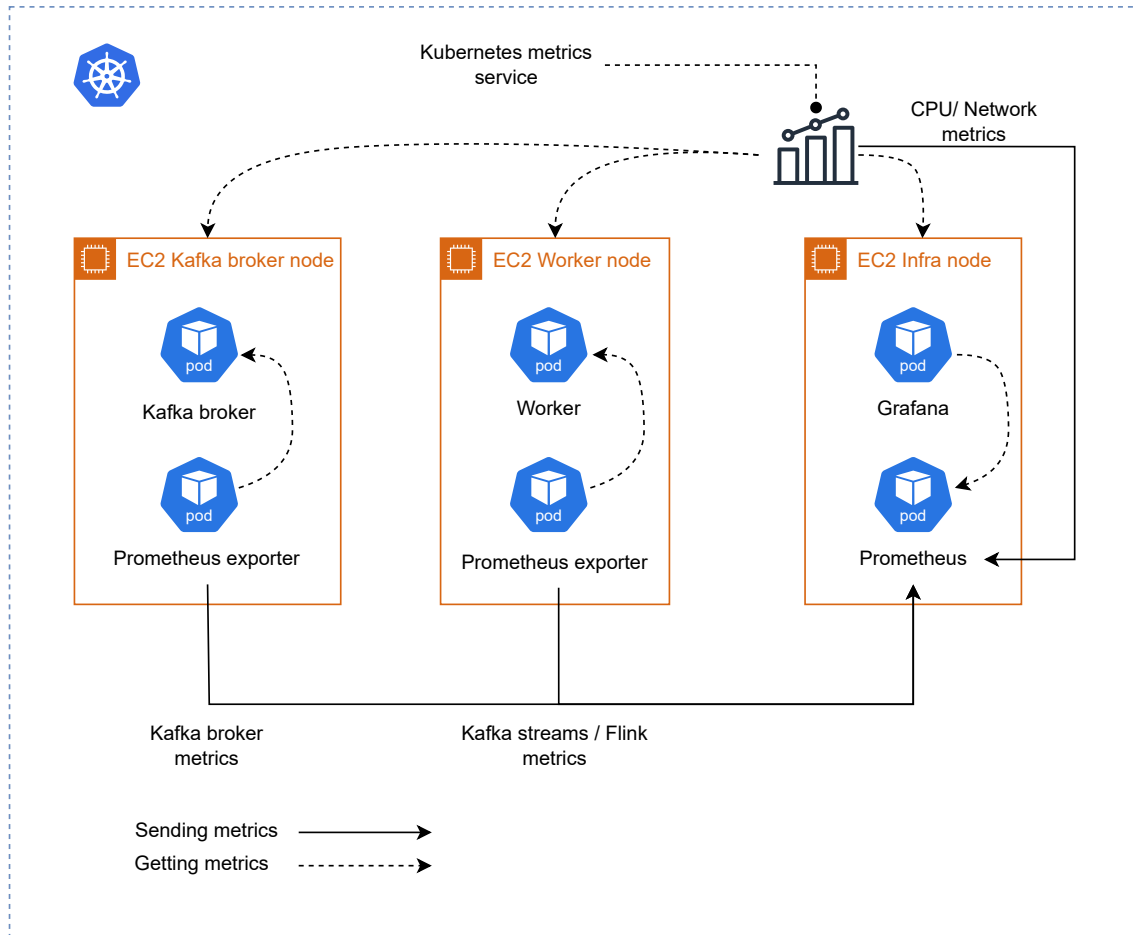 Kubernetes metrics
service
CPU/ Network
metrics
EC2 Kafka broker node
EC2 Worker node
EC2 Infra node
pod
Kafka broker
pod
Worker
pod
Grafana
pod
Prometheus exporter
pod
Prometheus exporter
pod
Prometheus
Kafka broker
metrics
Kafka streams / Flink
metrics
Sending metrics
Getting metrics